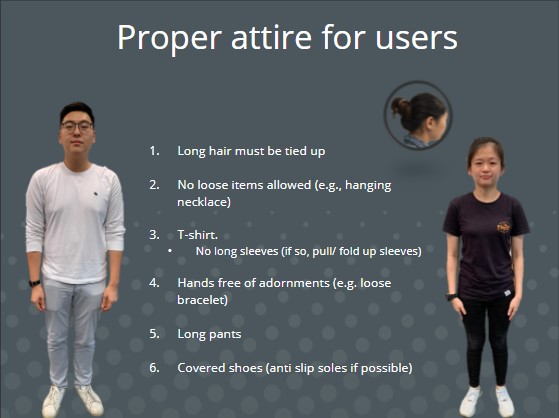 Proper attire for users
1. Long hair must be tied up
2. No loose items allowed (e.g., hanging
necklace)
3. T-shirt.
• No long sleeves (if so, pull/ fold up sleeves)
4. Hands free of adornments (e.g. loose
bracelet)
5. Long pants
6. Covered shoes (anti slip soles if possible)